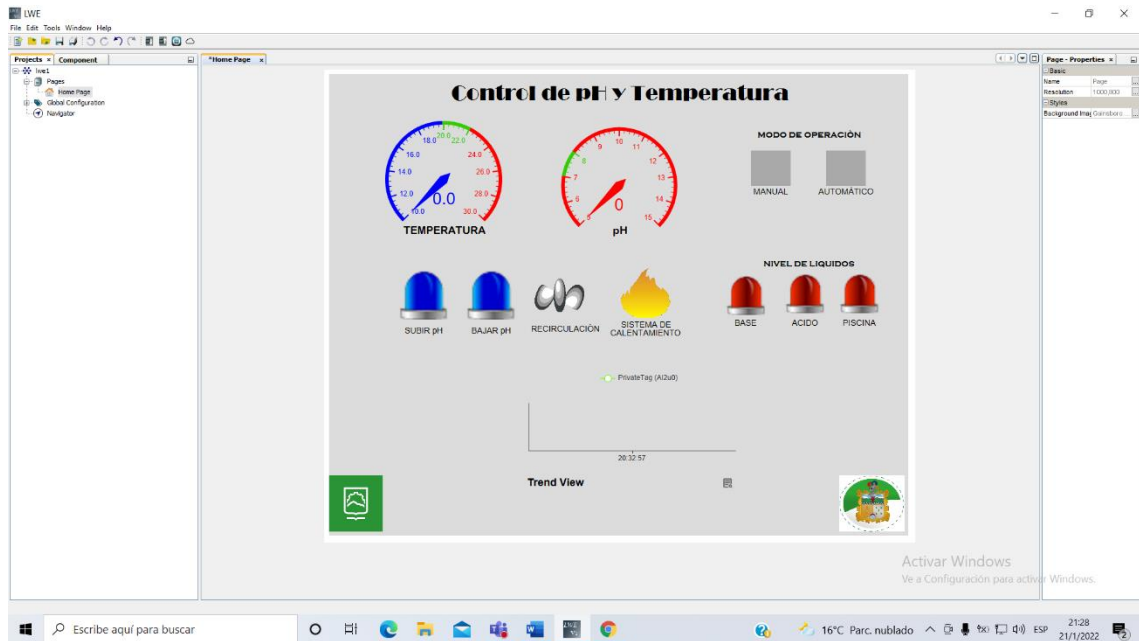 LWE
File Edit Tools Window Help
Projects × Component
*Home Page ×
Page - Properties ×
lwe1
Pages
Home Page
Global Configuration
Navigator
Basic
Name Page
Resolution 1000,800
Styles
Background Imag Gainsboro ...
Control de pH y Temperatura
MODO DE OPERACIÓN
MANUAL AUTOMÁTICO
10.0 12.0 14.0 16.0 18.0 20.0 22.0 24.0 26.0 28.0 30.0
0.0
TEMPERATURA
5 6 7 8 9 10 11 12 13 14 15
0
pH
NIVEL DE LIQUIDOS
SUBIR pH BAJAR pH RECIRCULACIÓN SISTEMA DE
CALENTAMIENTO
BASE ACIDO PISCINA
PrivateTag (AI2u0)
20:32:57
Trend View
Activar Windows
Ve a Configuración para activar Windows.
Escribe aquí para buscar
16°C Parc. nublado
ESP
21:28
21/1/2022